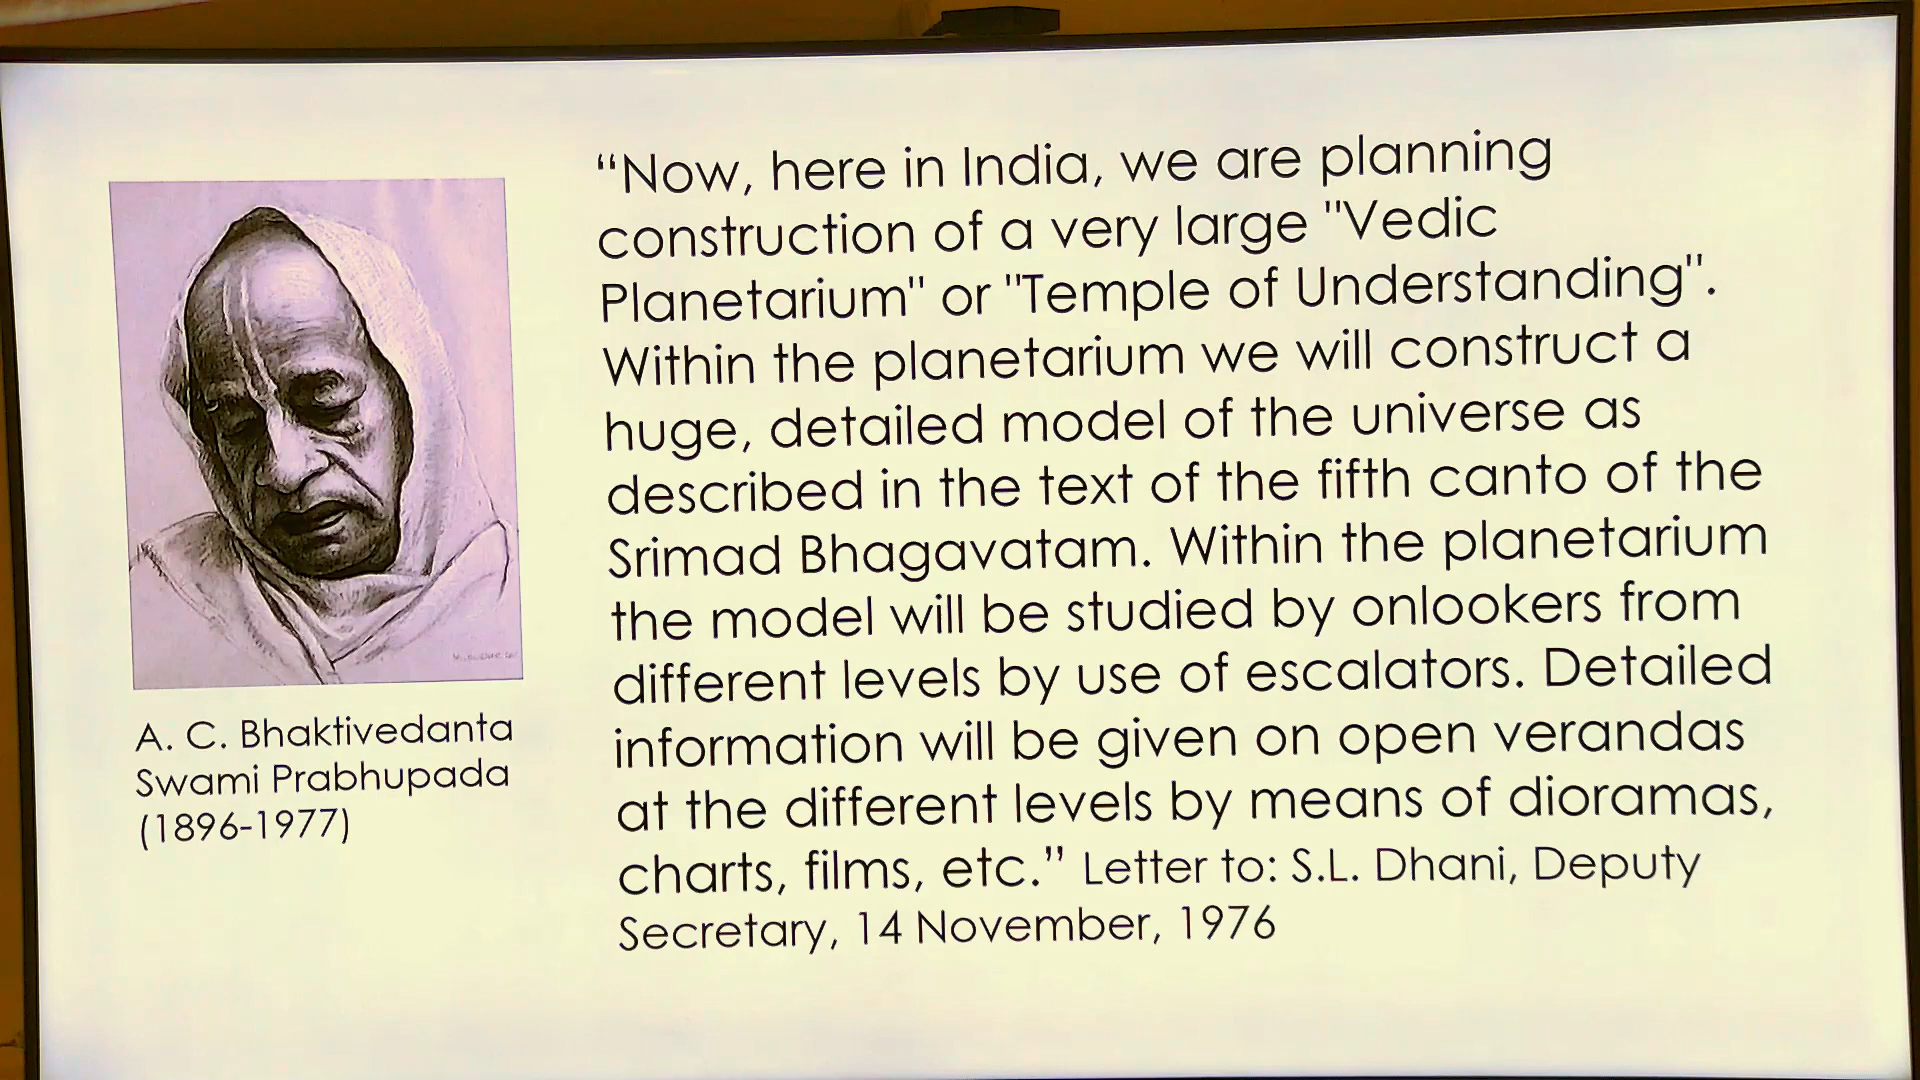 “Now, here in India, we are planning
construction of a very large "Vedic
Planetarium" or "Temple of Understanding".
Within the planetarium we will construct a
huge, detailed model of the universe as
described in the text of the fifth canto of the
Srimad Bhagavatam. Within the planetarium
the model will be studied by onlookers from
different levels by use of escalators. Detailed
information will be given on open verandas
at the different levels by means of dioramas,
charts, films, etc.” Letter to: S.L. Dhani, Deputy
Secretary, 14 November, 1976
A. C. Bhaktivedanta
Swami Prabhupada
(1896-1977)